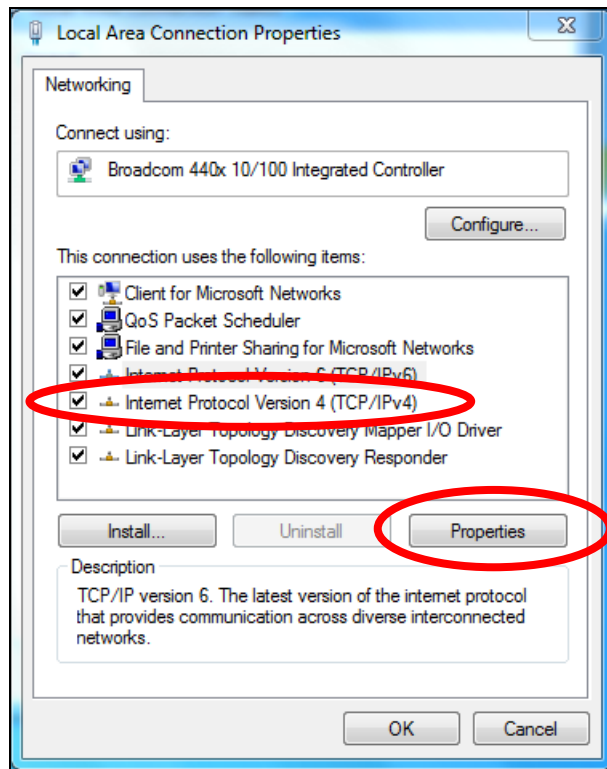 Local Area Connection Properties
Networking
Connect using:
Broadcom 440x 10/100 Integrated Controller
Configure...
This connection uses the following items:
Client for Microsoft Networks
QoS Packet Scheduler
File and Printer Sharing for Microsoft Networks
Internet Protocol Version 6 (TCP/IPv6)
Internet Protocol Version 4 (TCP/IPv4)
Link-Layer Topology Discovery Mapper I/O Driver
Link-Layer Topology Discovery Responder
Install...
Uninstall
Properties
Description
TCP/IP version 6. The latest version of the internet protocol
that provides communication across diverse interconnected
networks.
OK
Cancel